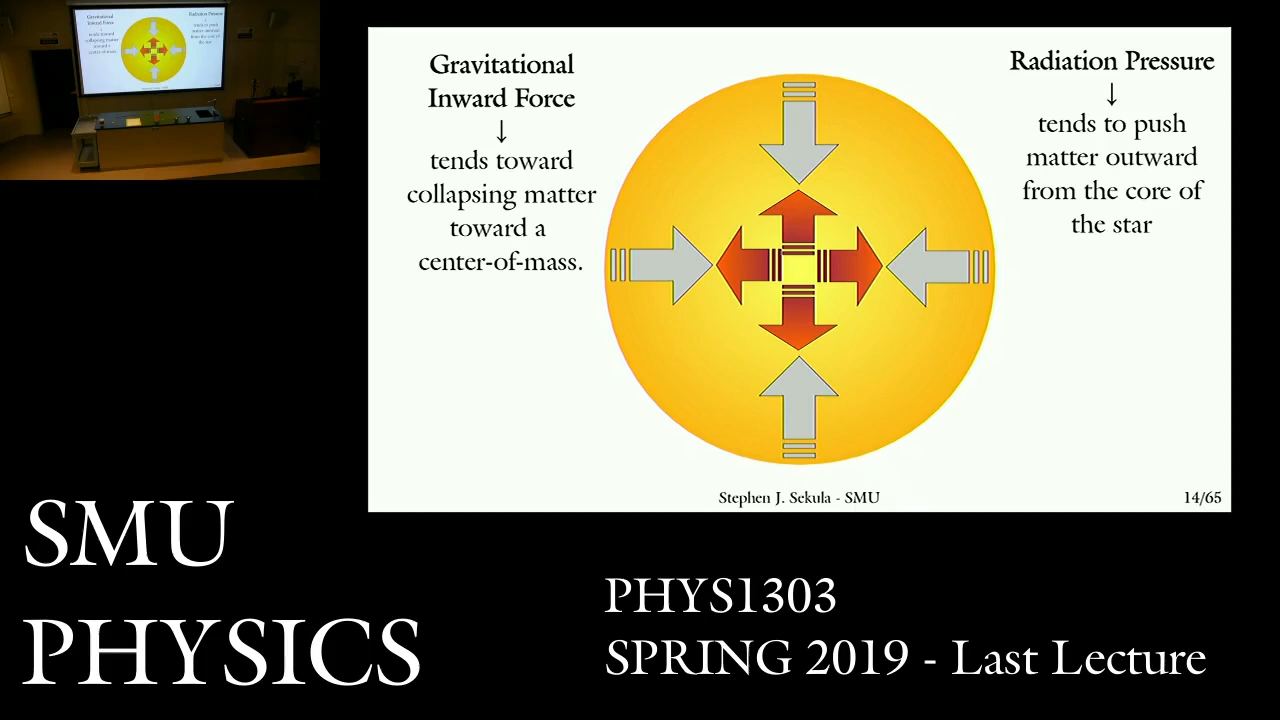 Gravitational
Inward Force
↓
tends toward
collapsing matter
toward a
center-of-mass.
Radiation Pressure
↓
tends to push
matter outward
from the core of
the star
Stephen J. Sekula - SMU
14/65
SMU
PHYSICS
PHYS1303
SPRING 2019 - Last Lecture